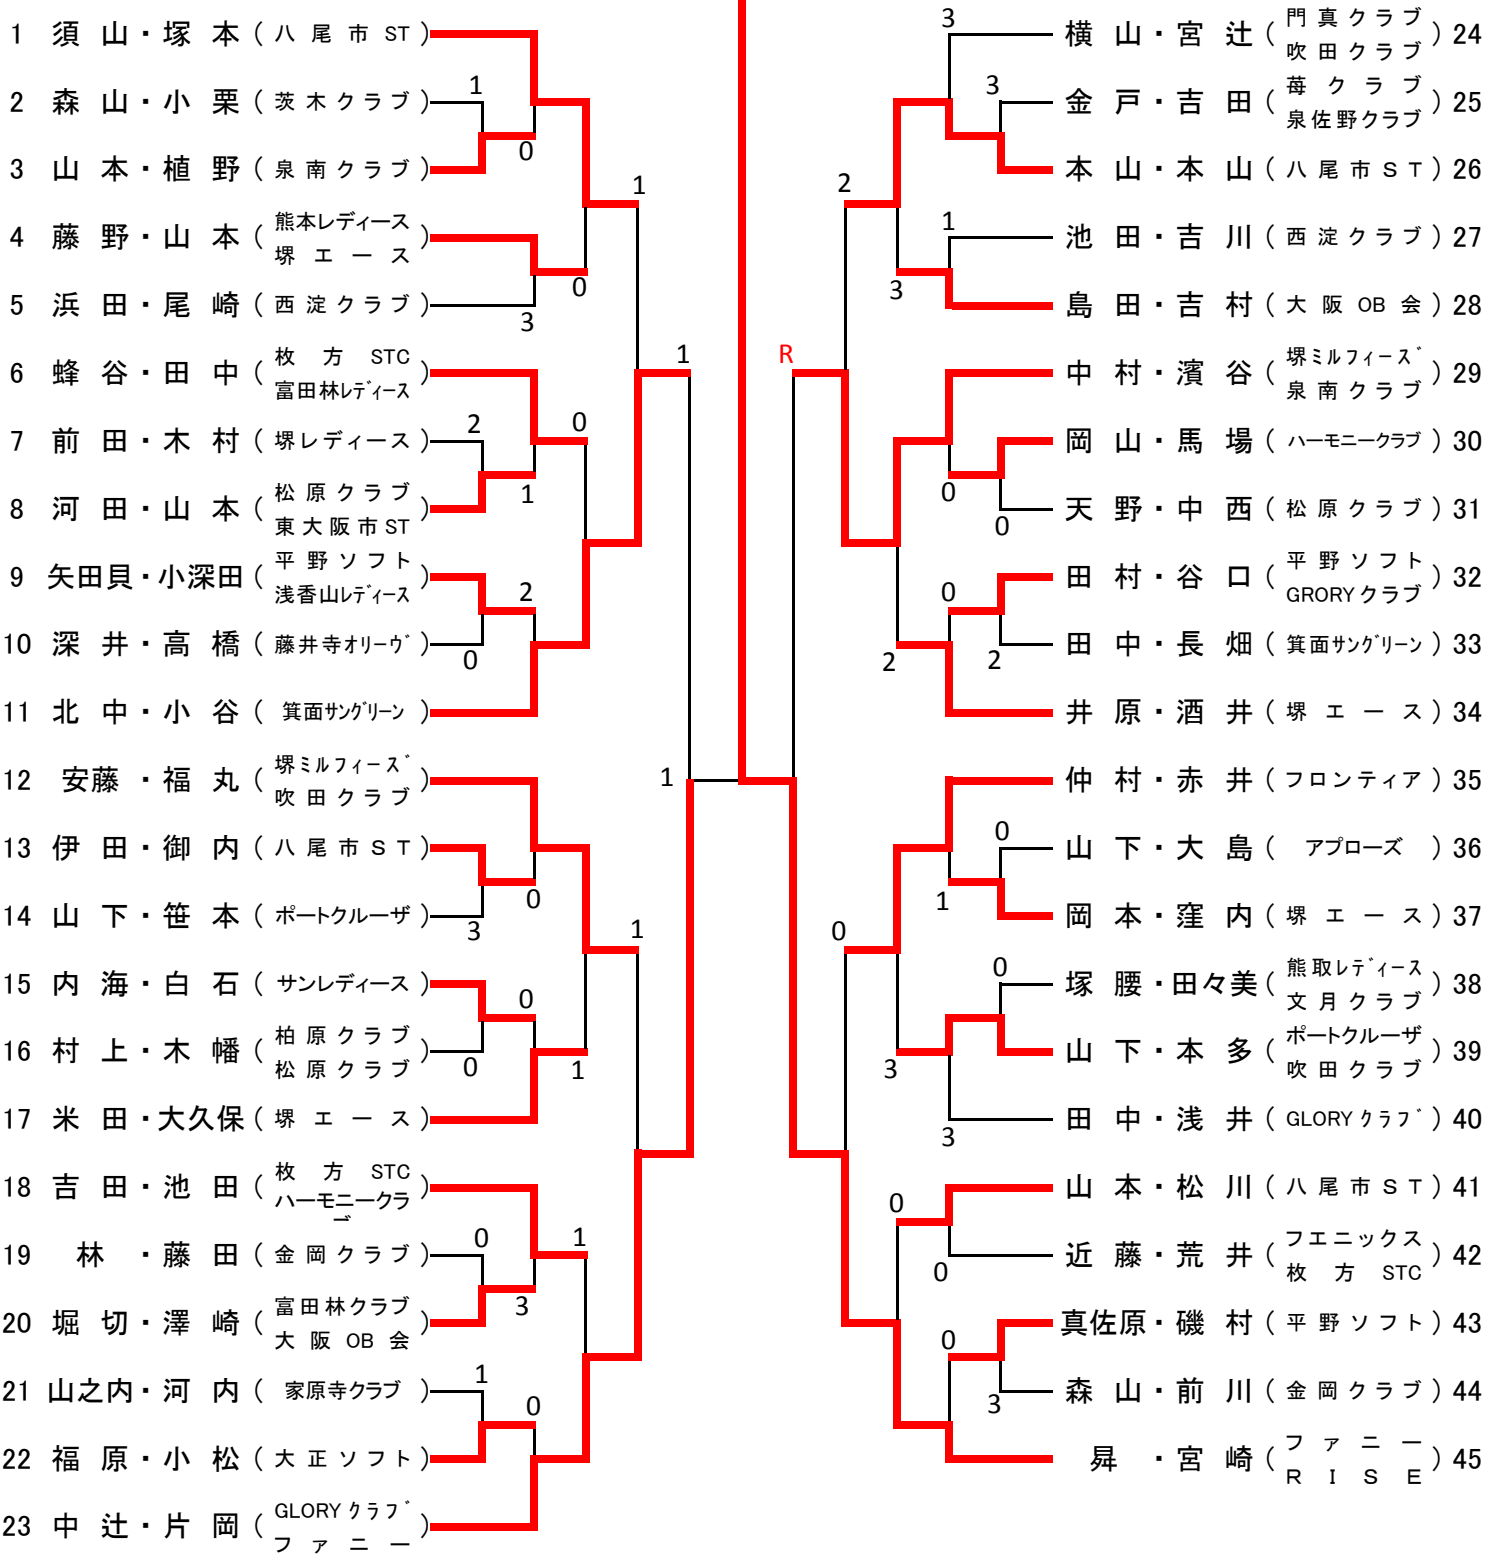 1 須山・塚本（八尾市ST）
1
2 森山・小栗（茨木クラブ）
0
3 山本・植野（泉南クラブ）
1
4 藤野・山本（熊本レディース
堺エース）
0
5 浜田・尾崎（西淀クラブ）
3
1
6 蜂谷・田中（枚方STC
富田林レディース）
0
7 前田・木村（堺レディース）
2
1
8 河田・山本（松原クラブ
東大阪市ST）
9 矢田貝・小深田（平野ソフト
浅香山レディース）
2
10 深井・高橋（藤井寺オリーヴ）
0
11 北中・小谷（箕面サングリーン）
1
12 安藤・福丸（堺ミルフィーズ
吹田クラブ）
13 伊田・御内（八尾市ST）
0
14 山下・笹本（ポートクルーザ）
3
1
15 内海・白石（サンレディース）
0
16 村上・木幡（柏原クラブ
松原クラブ）
0
1
17 米田・大久保（堺エース）
18 吉田・池田（枚方STC
ハーモニークラブ）
1
19 林・藤田（金岡クラブ）
0
3
20 堀切・澤崎（富田林クラブ
大阪OB会）
21 山之内・河内（家原寺クラブ）
1
0
22 福原・小松（大正ソフト）
23 中辻・片岡（GLORYクラブ
ファニー）
3
横山・宮辻（門真クラブ
吹田クラブ）24
3
金戸・吉田（苺クラブ
泉佐野クラブ）25
本山・本山（八尾市ST）26
2
1
池田・吉川（西淀クラブ）27
3
島田・吉村（大阪OB会）28
R
中村・濱谷（堺ミルフィーズ
泉南クラブ）29
岡山・馬場（ハーモニークラブ）30
0
0
天野・中西（松原クラブ）31
田村・谷口（平野ソフト
GRORYクラブ）32
0
2
2
田中・長畑（箕面サングリーン）33
井原・酒井（堺エース）34
仲村・赤井（フロンティア）35
0
山下・大島（アプローズ）36
1
岡本・窪内（堺エース）37
0
0
塚腰・田々美（熊取レディース
文月クラブ）38
山下・本多（ポートクルーザ
吹田クラブ）39
3
3
田中・浅井（GLORYクラブ）40
山本・松川（八尾市ST）41
0
0
近藤・荒井（フエニックス
枚方STC）42
真佐原・磯村（平野ソフト）43
0
3
森山・前川（金岡クラブ）44
曻・宮崎（ファニー
RISE）45